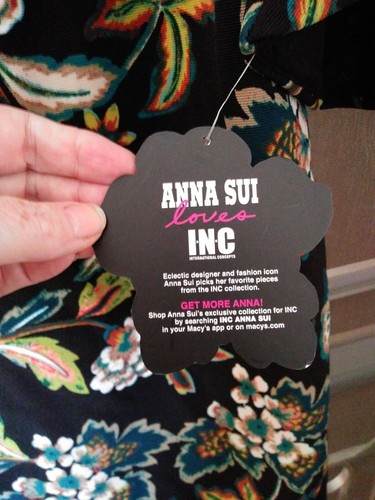 ANNA SUI
loves
INC
INTERNATIONAL CONCEPTS
Eclectic designer and fashion icon
Anna Sui picks her favorite pieces
from the INC collection.
GET MORE ANNA!
Shop Anna Sui's exclusive collection for INC
by searching INC ANNA SUI
in your Macy's app or on macys.com